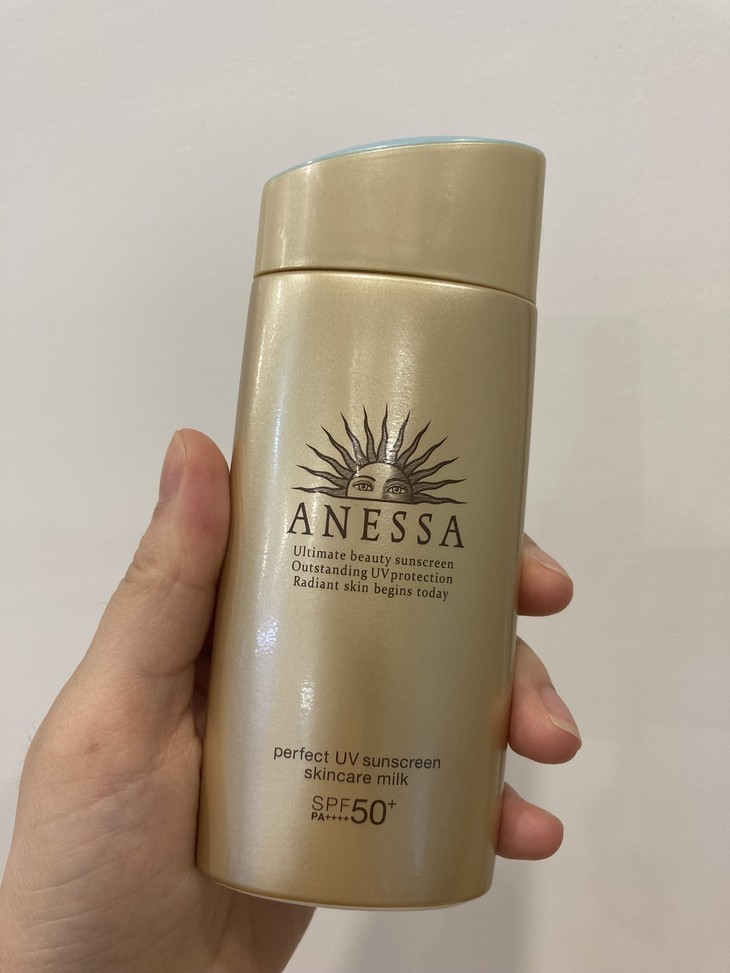 ANESSA
Ultimate beauty sunscreen
Outstanding UV protection
Radiant skin begins today
perfect UV sunscreen
skincare milk
SPF50+
PA++++